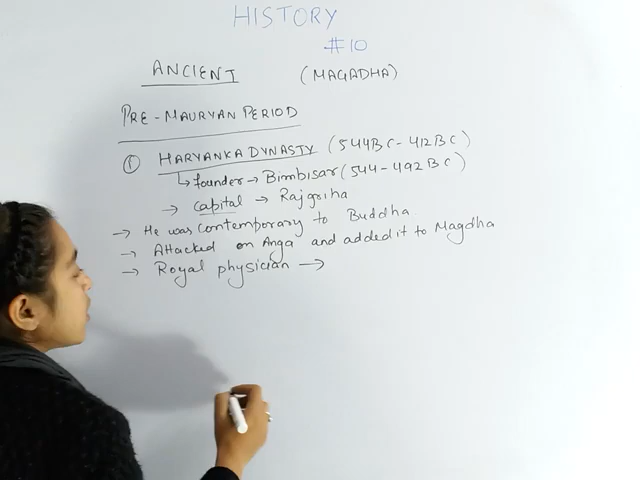 HISTORY
#10
ANCIENT (MAGADHA)
PRE-MAURYAN PERIOD
① HARYANKA DYNASTY (544BC-412BC)
↳ founder → Bimbisar (544-492BC)
→ capital → Rajgriha
→ He was contemporary to Buddha
→ Attacked on Anga and added it to Magdha
→ Royal physician →